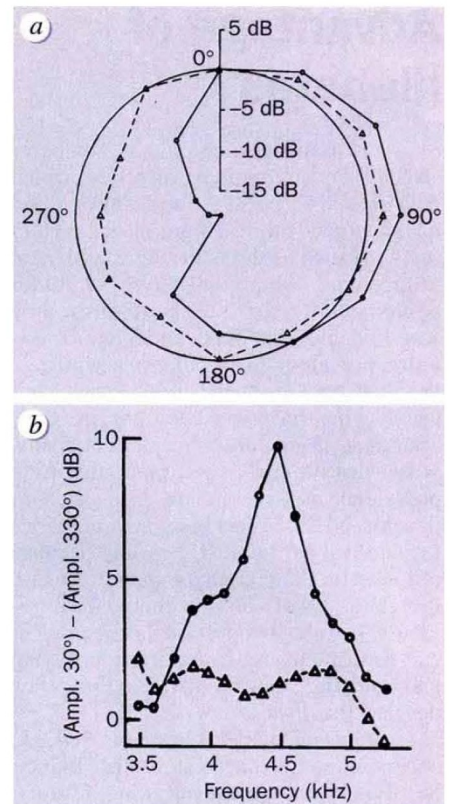 a
5 dB
0°
–5 dB
–10 dB
–15 dB
270°
90°
180°
b
(Ampl. 30°) – (Ampl. 330°) (dB)
10
5
0
3.5
4
4.5
5
Frequency (kHz)